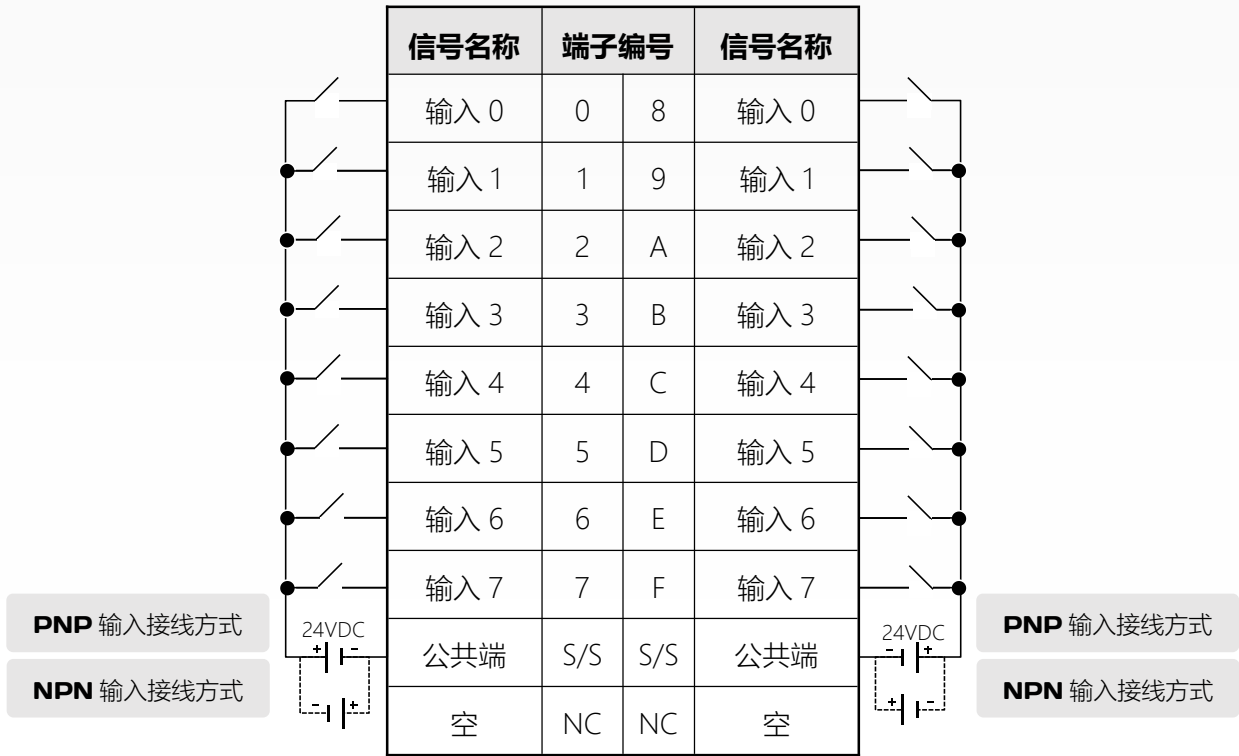 信号名称 端子编号 信号名称
输入 0 0 8 输入 0
输入 1 1 9 输入 1
输入 2 2 A 输入 2
输入 3 3 B 输入 3
输入 4 4 C 输入 4
输入 5 5 D 输入 5
输入 6 6 E 输入 6
输入 7 7 F 输入 7
PNP 输入接线方式 24VDC + - 公共端 S/S S/S 公共端 24VDC - + PNP 输入接线方式
NPN 输入接线方式 - + 空 NC NC 空 + - NPN 输入接线方式